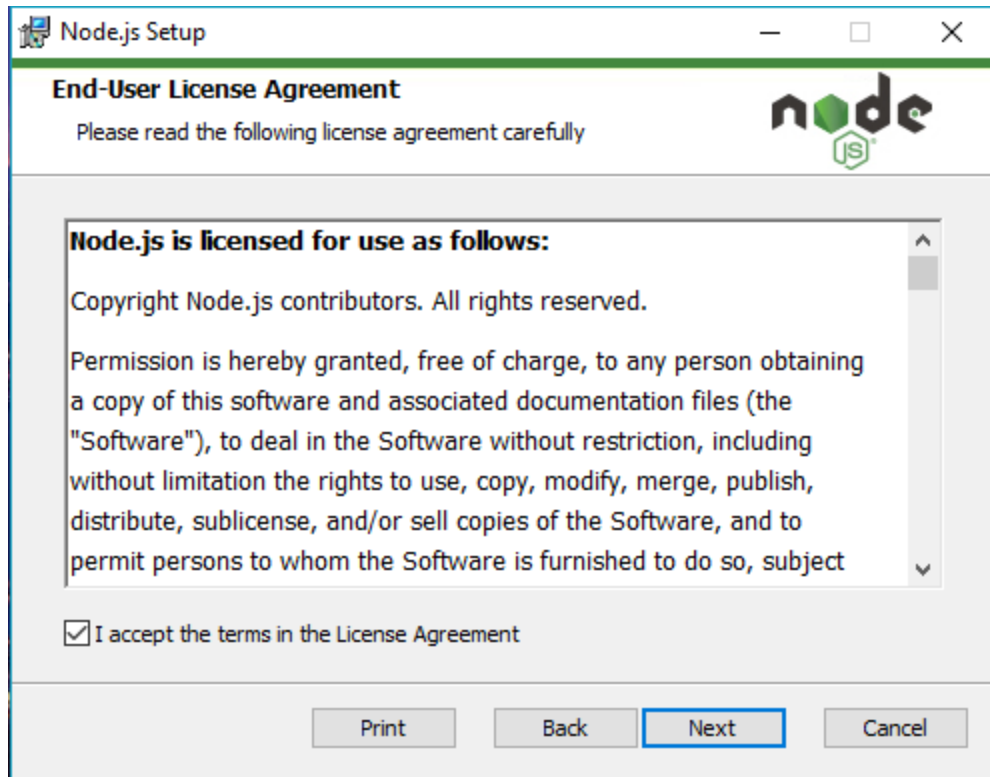 Node.js Setup
End-User License Agreement
Please read the following license agreement carefully
node
JS
Node.js is licensed for use as follows:
Copyright Node.js contributors. All rights reserved.
Permission is hereby granted, free of charge, to any person obtaining
a copy of this software and associated documentation files (the
"Software"), to deal in the Software without restriction, including
without limitation the rights to use, copy, modify, merge, publish,
distribute, sublicense, and/or sell copies of the Software, and to
permit persons to whom the Software is furnished to do so, subject
I accept the terms in the License Agreement
Print Back Next Cancel